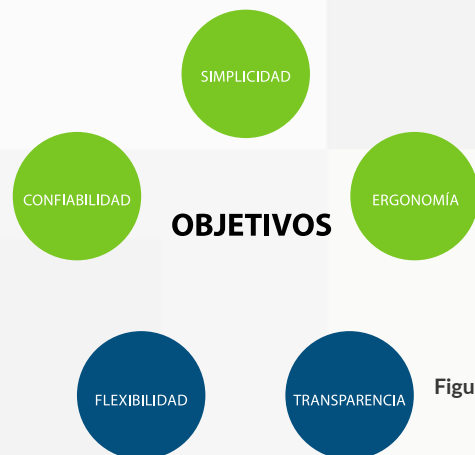 SIMPLICIDAD
CONFIABILIDAD
ERGONOMÍA
OBJETIVOS
FLEXIBILIDAD
TRANSPARENCIA
Figu